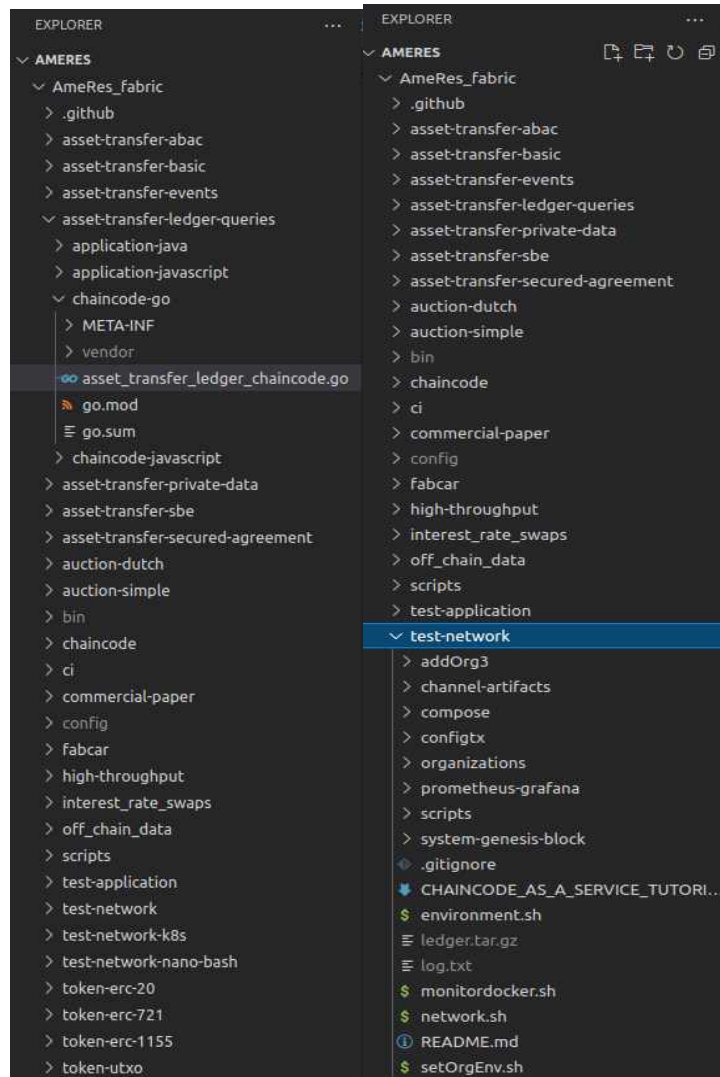 EXPLORER
AMERES
AmeRes_fabric
.github
asset-transfer-abac
asset-transfer-basic
asset-transfer-events
asset-transfer-ledger-queries
application-java
application-javascript
chaincode-go
META-INF
vendor
asset_transfer_ledger_chaincode.go
go.mod
go.sum
chaincode-javascript
asset-transfer-private-data
asset-transfer-sbe
asset-transfer-secured-agreement
auction-dutch
auction-simple
bin
chaincode
ci
commercial-paper
config
fabcar
high-throughput
interest_rate_swaps
off_chain_data
scripts
test-application
test-network
test-network-k8s
test-network-nano-bash
token-erc-20
token-erc-721
token-erc-1155
token-utxo
EXPLORER
AMERES
AmeRes_fabric
.github
asset-transfer-abac
asset-transfer-basic
asset-transfer-events
asset-transfer-ledger-queries
asset-transfer-private-data
asset-transfer-sbe
asset-transfer-secured-agreement
auction-dutch
auction-simple
bin
chaincode
ci
commercial-paper
config
fabcar
high-throughput
interest_rate_swaps
off_chain_data
scripts
test-application
test-network
addOrg3
channel-artifacts
compose
configtx
organizations
prometheus-grafana
scripts
system-genesis-block
.gitignore
CHAINCODE_AS_A_SERVICE_TUTORI...
$ environment.sh
ledger.tar.gz
log.txt
$ monitordocker.sh
$ network.sh
README.md
$ setOrgEnv.sh